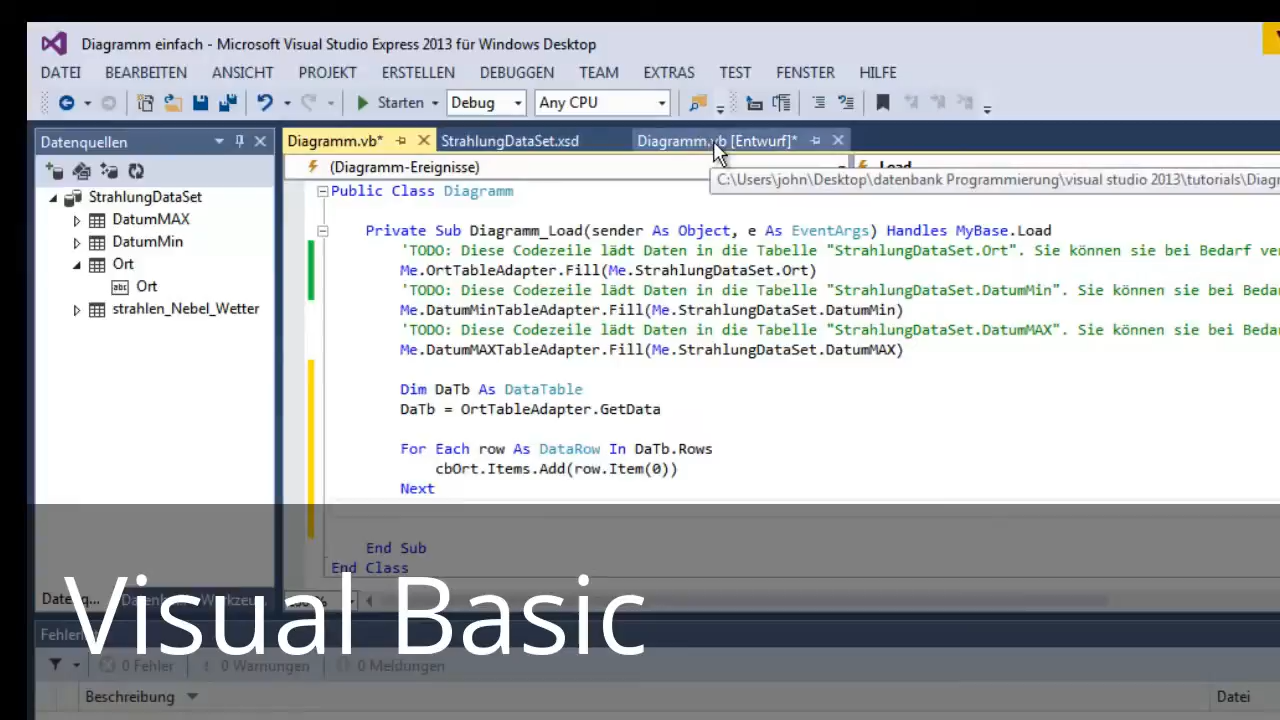 Diagramm einfach - Microsoft Visual Studio Express 2013 für Windows Desktop
DATEI BEARBEITEN ANSICHT PROJEKT ERSTELLEN DEBUGGEN TEAM EXTRAS TEST FENSTER HILFE
Starten Debug Any CPU
Datenquellen
Diagramm.vb* StrahlungDataSet.xsd Diagramm.vb [Entwurf]*
(Diagramm-Ereignisse) Load
C:\Users\john\Desktop\datenbank Programmierung\visual studio 2013\tutorials\Diagr
StrahlungDataSet
DatumMAX
DatumMin
Ort
abc Ort
strahlen_Nebel_Wetter
Public Class Diagramm
Private Sub Diagramm_Load(sender As Object, e As EventArgs) Handles MyBase.Load
'TODO: Diese Codezeile lädt Daten in die Tabelle "StrahlungDataSet.Ort". Sie können sie bei Bedarf ver
Me.OrtTableAdapter.Fill(Me.StrahlungDataSet.Ort)
'TODO: Diese Codezeile lädt Daten in die Tabelle "StrahlungDataSet.DatumMin". Sie können sie bei Bedar
Me.DatumMinTableAdapter.Fill(Me.StrahlungDataSet.DatumMin)
'TODO: Diese Codezeile lädt Daten in die Tabelle "StrahlungDataSet.DatumMAX". Sie können sie bei Bedar
Me.DatumMAXTableAdapter.Fill(Me.StrahlungDataSet.DatumMAX)
Dim DaTb As DataTable
DaTb = OrtTableAdapter.GetData
For Each row As DataRow In DaTb.Rows
cbOrt.Items.Add(row.Item(0))
Next
End Sub
End Class
Visual Basic
0 Fehler 0 Warnungen 0 Meldungen
Beschreibung Datei